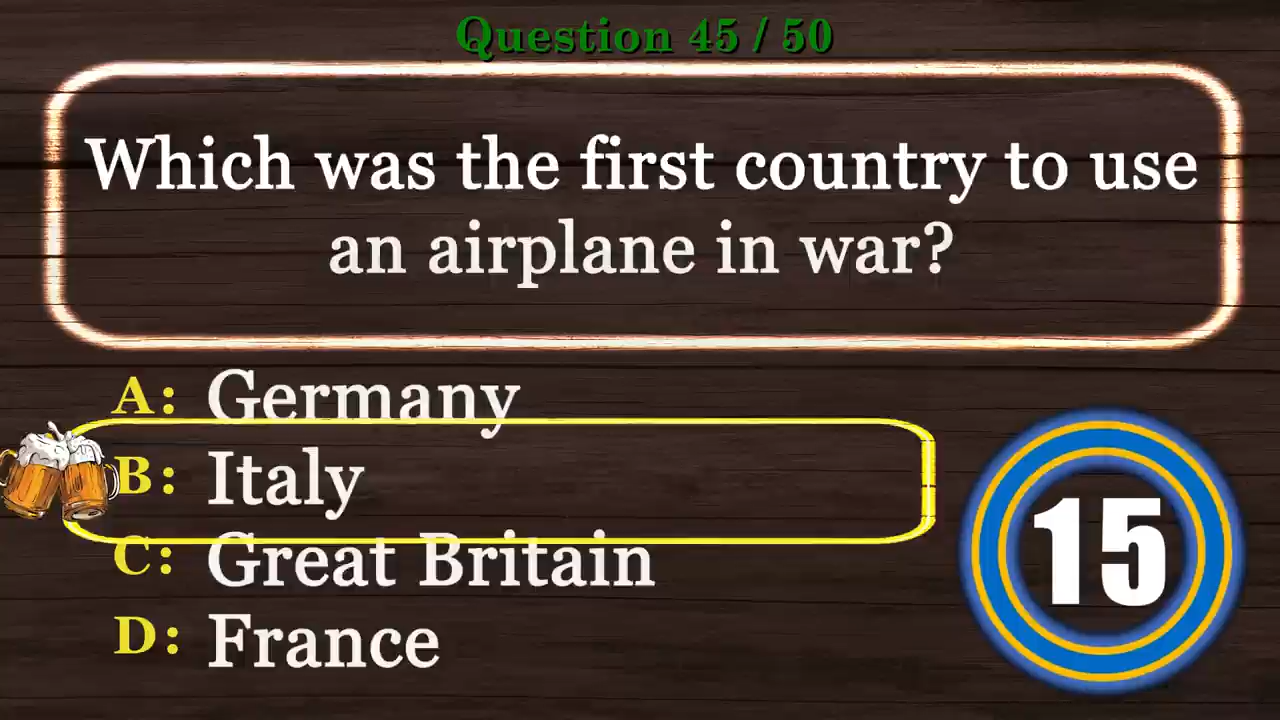 Question 45 / 50
Which was the first country to use
an airplane in war?
A: Germany
B: Italy
C: Great Britain
D: France
15